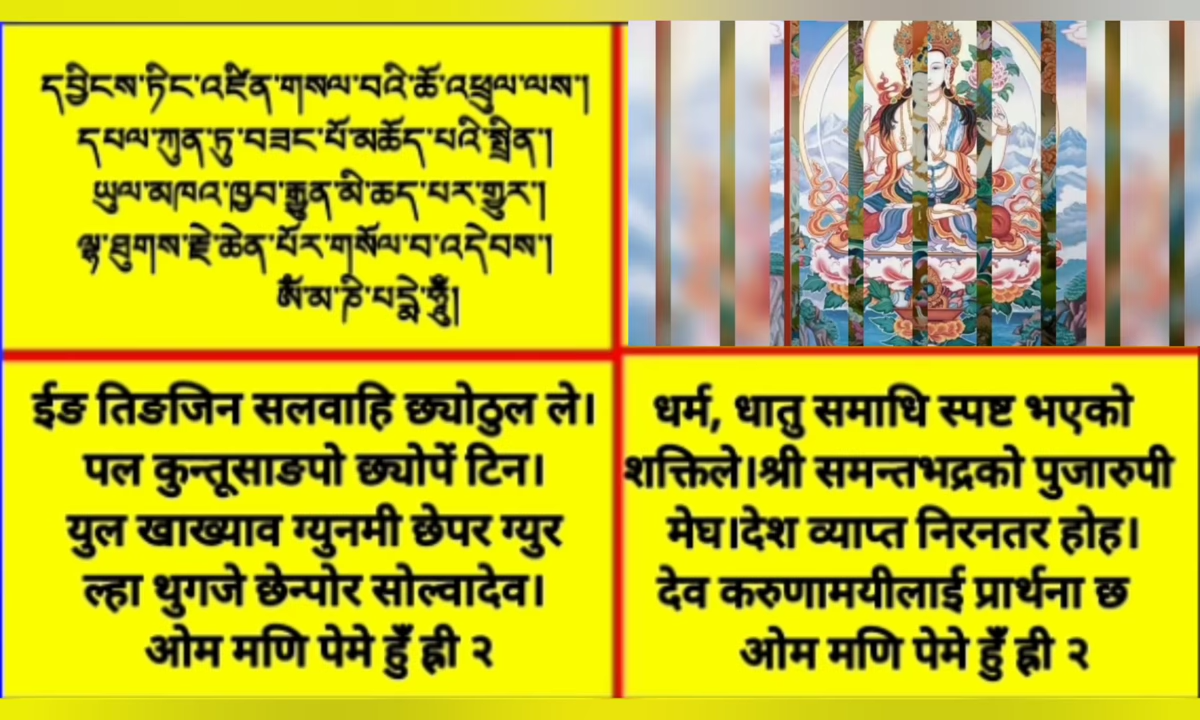 དབྱིངས་ཏིང་འཛིན་གསལ་བའི་ཆོ་འཕྲུལ་ལས་།
དཔལ་ཀུན་ཏུ་བཟང་པོ་མཆོད་པའི་སྤྲིན་།
ཡུལ་མཁའ་ཁྱབ་རྒྱུན་མི་ཆད་པར་གྱུར་།
ལྷ་ཐུགས་རྗེ་ཆེན་པོར་གསོལ་བ་འདེབས་།
ཨོཾ་མ་ཎི་པདྨེ་ཧཱུྃ།
ईङ तिङजिन सलवाहि छ्योठुल ले।
पल कुन्तूसाङपो छ्योर्पे टिन।
युल खाख्याव ग्युनमी छेपर ग्युर
ल्हा थुगजे छेन्पोर सोल्वादेव।
ओम मणि पेमे हुँ ह्री २
धर्म, धातु समाधि स्पष्ट भएको
शक्तिले।श्री समन्तभद्रको पुजारुपी
मेघ।देश व्याप्त निरनतर होह।
देव करुणामयीलाई प्रार्थना छ
ओम मणि पेमे हुँ ह्री २